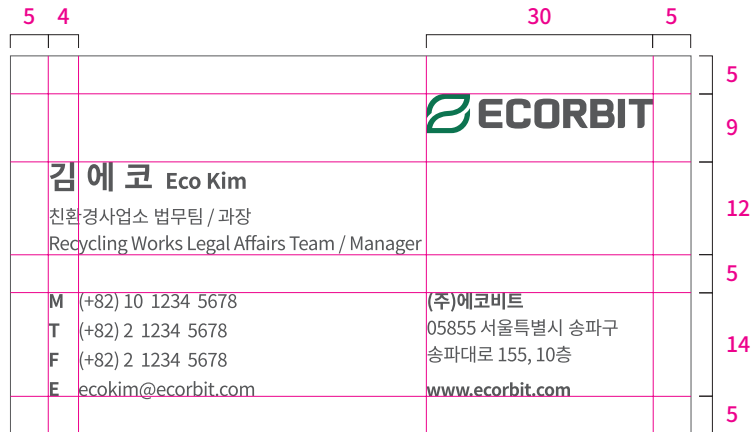 5 4 30 5
5
ECORBIT
9
김 에 코 Eco Kim
12
친환경사업소 법무팀 / 과장
Recycling Works Legal Affairs Team / Manager
5
M (+82) 10 1234 5678
(주)에코비트
T (+82) 2 1234 5678
05855 서울특별시 송파구
14
F (+82) 2 1234 5678
송파대로 155, 10층
E ecokim@ecorbit.com
www.ecorbit.com
5